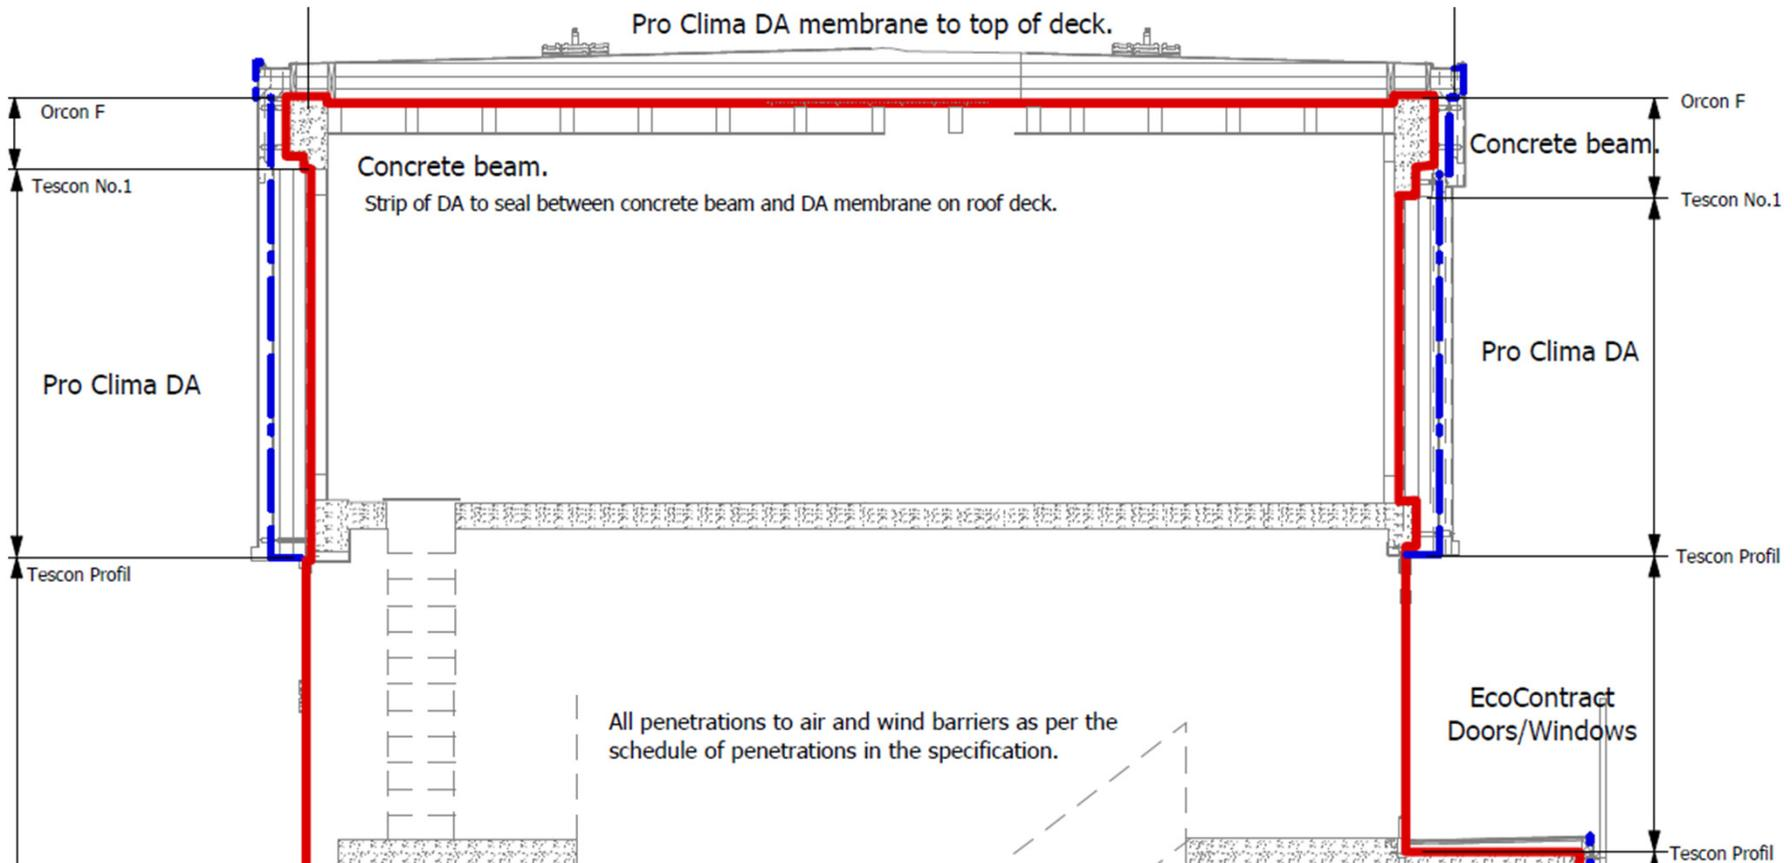 Pro Clima DA membrane to top of deck.
Orcon F
Orcon F
Concrete beam.
Concrete beam.
Tescon No.1
Strip of DA to seal between concrete beam and DA membrane on roof deck.
Tescon No.1
Pro Clima DA
Pro Clima DA
Tescon Profil
Tescon Profil
EcoContract
Doors/Windows
All penetrations to air and wind barriers as per the
schedule of penetrations in the specification.
Tescon Profil